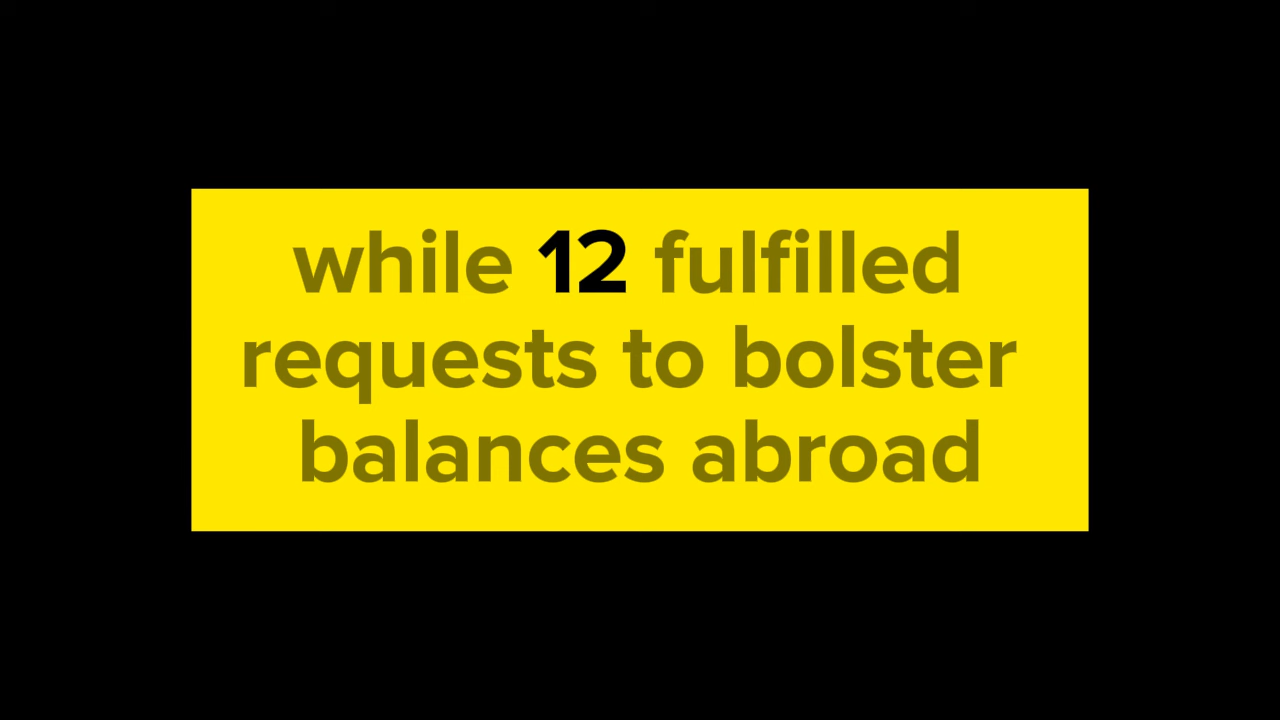 while 12 fulfilled
requests to bolster
balances abroad